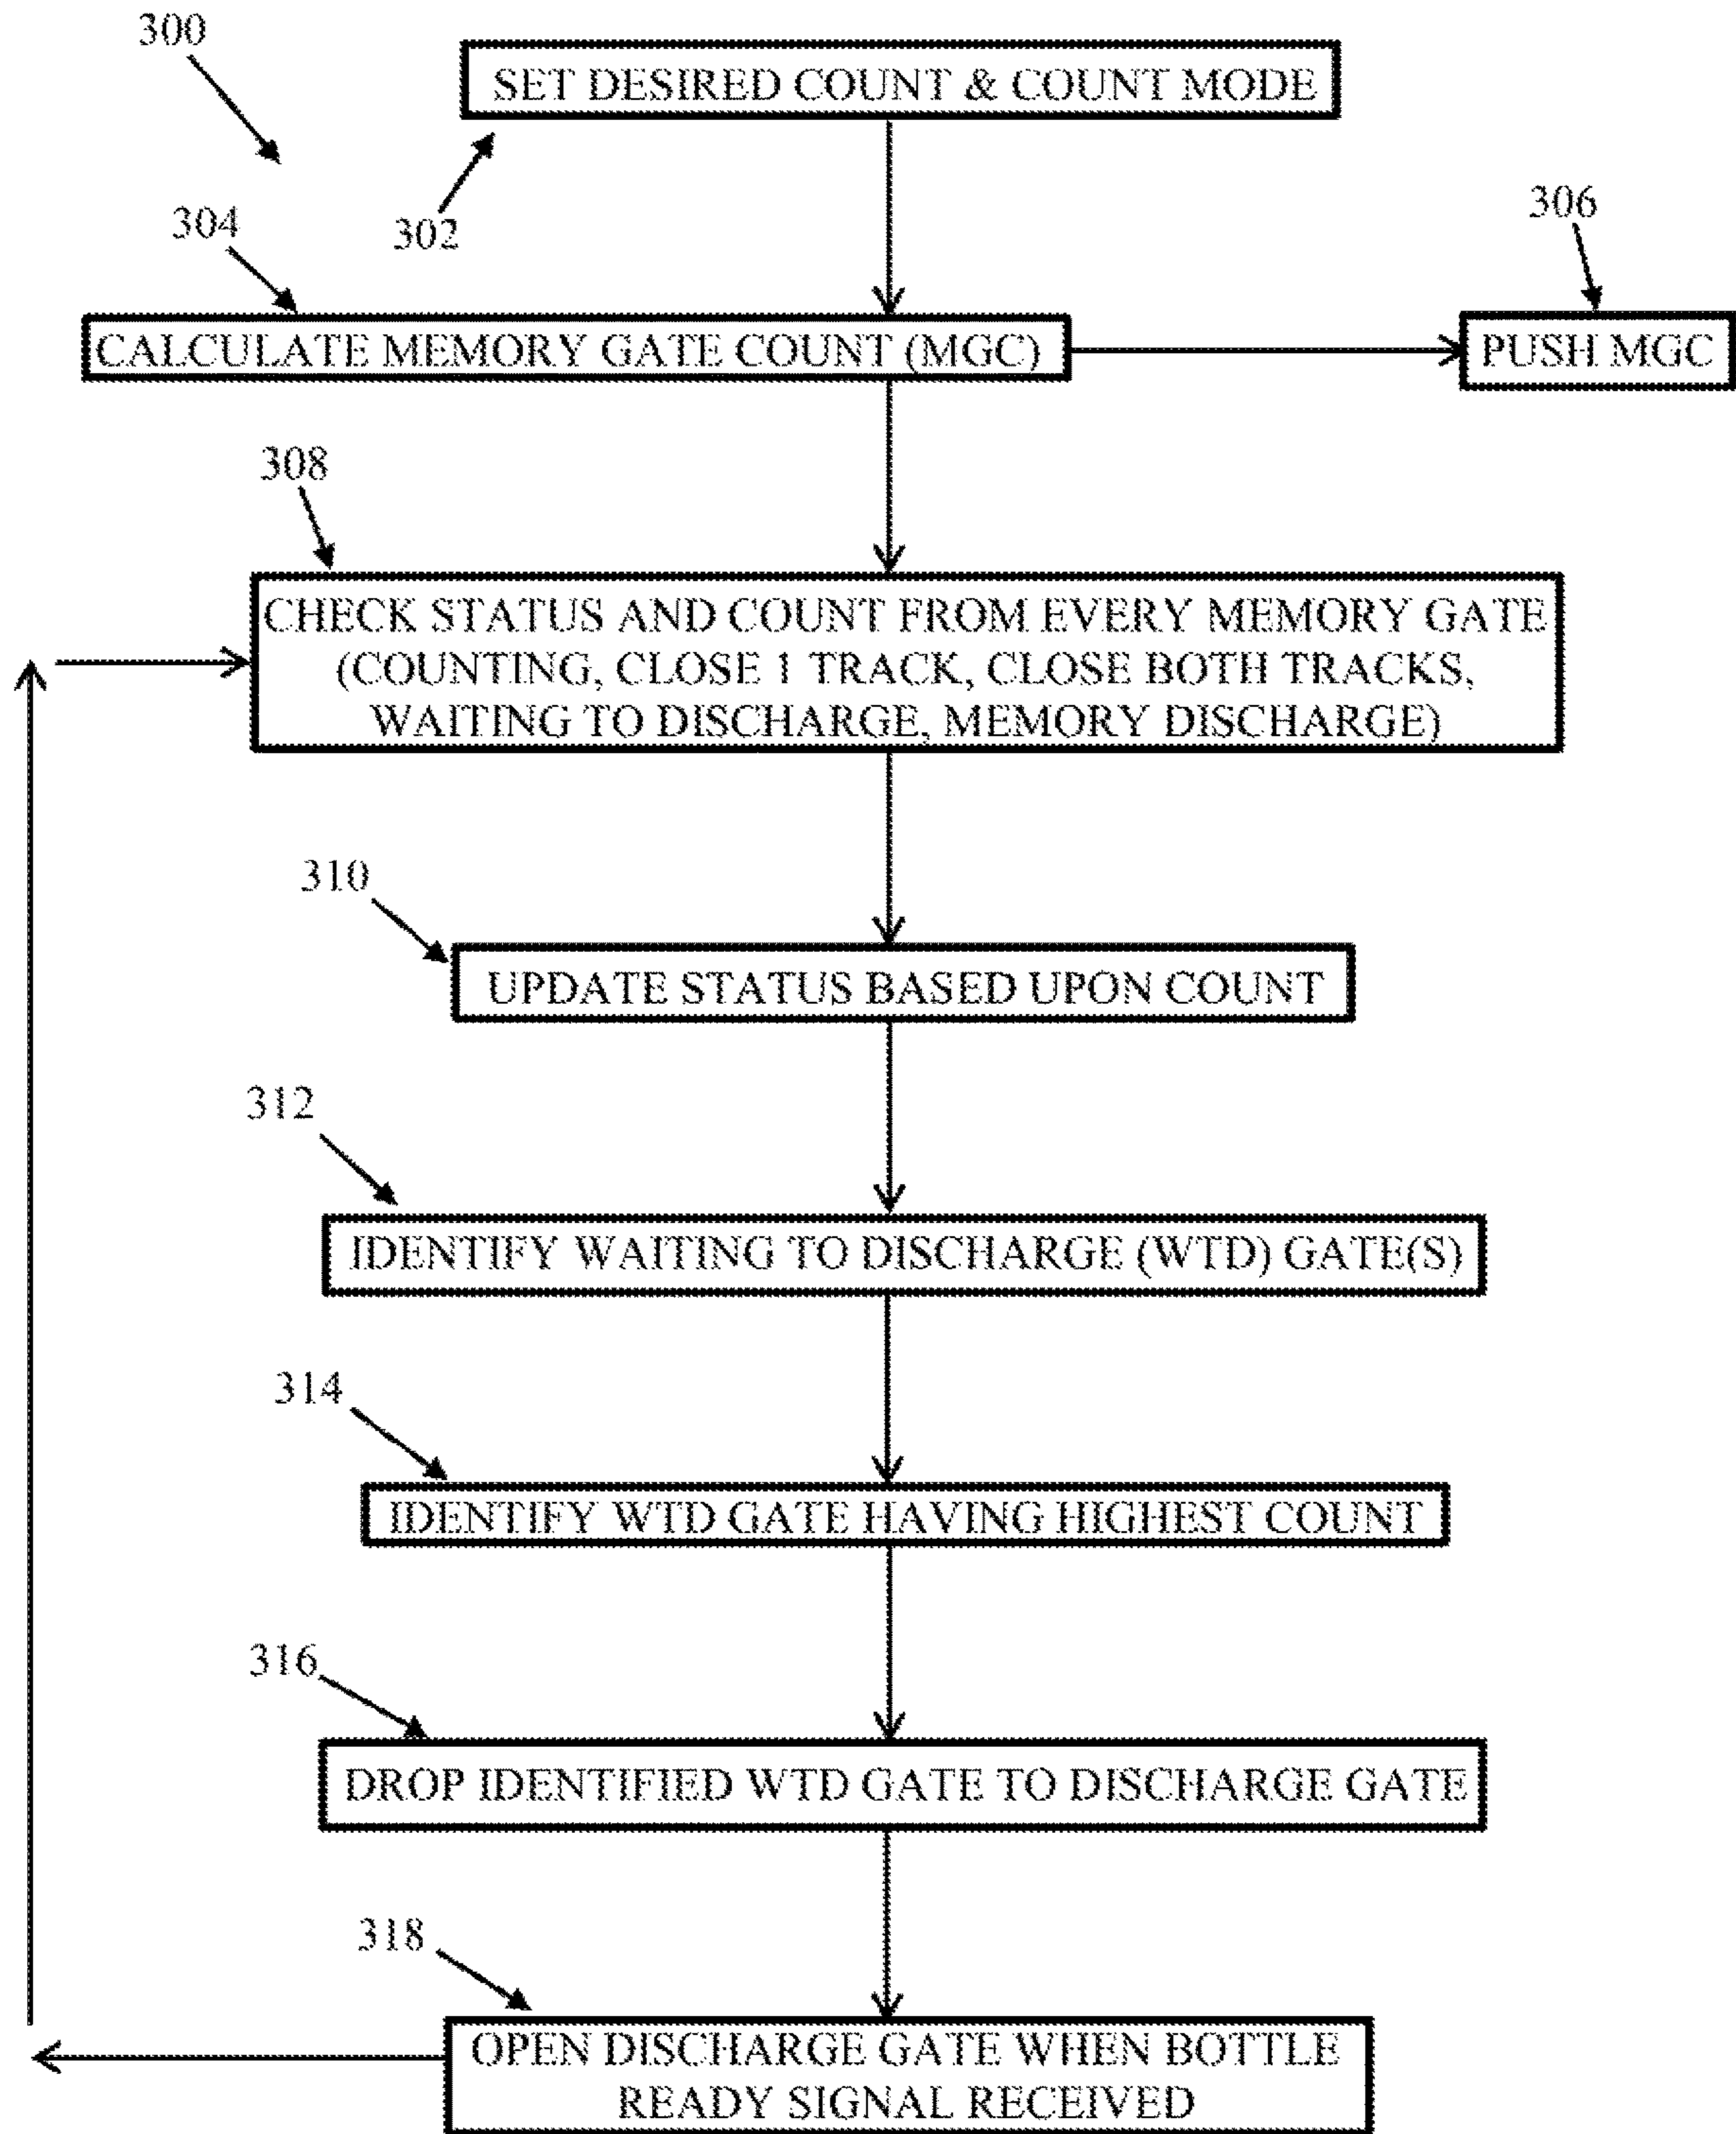 300
SET DESIRED COUNT & COUNT MODE
302
304
306
CALCULATE MEMORY GATE COUNT (MGC)
PUSH MGC
308
CHECK STATUS AND COUNT FROM EVERY MEMORY GATE
(COUNTING, CLOSE 1 TRACK, CLOSE BOTH TRACKS,
WAITING TO DISCHARGE, MEMORY DISCHARGE)
310
UPDATE STATUS BASED UPON COUNT
312
IDENTIFY WAITING TO DISCHARGE (WTD) GATE(S)
314
IDENTIFY WTD GATE HAVING HIGHEST COUNT
316
DROP IDENTIFIED WTD GATE TO DISCHARGE GATE
318
OPEN DISCHARGE GATE WHEN BOTTLE
READY SIGNAL RECEIVED